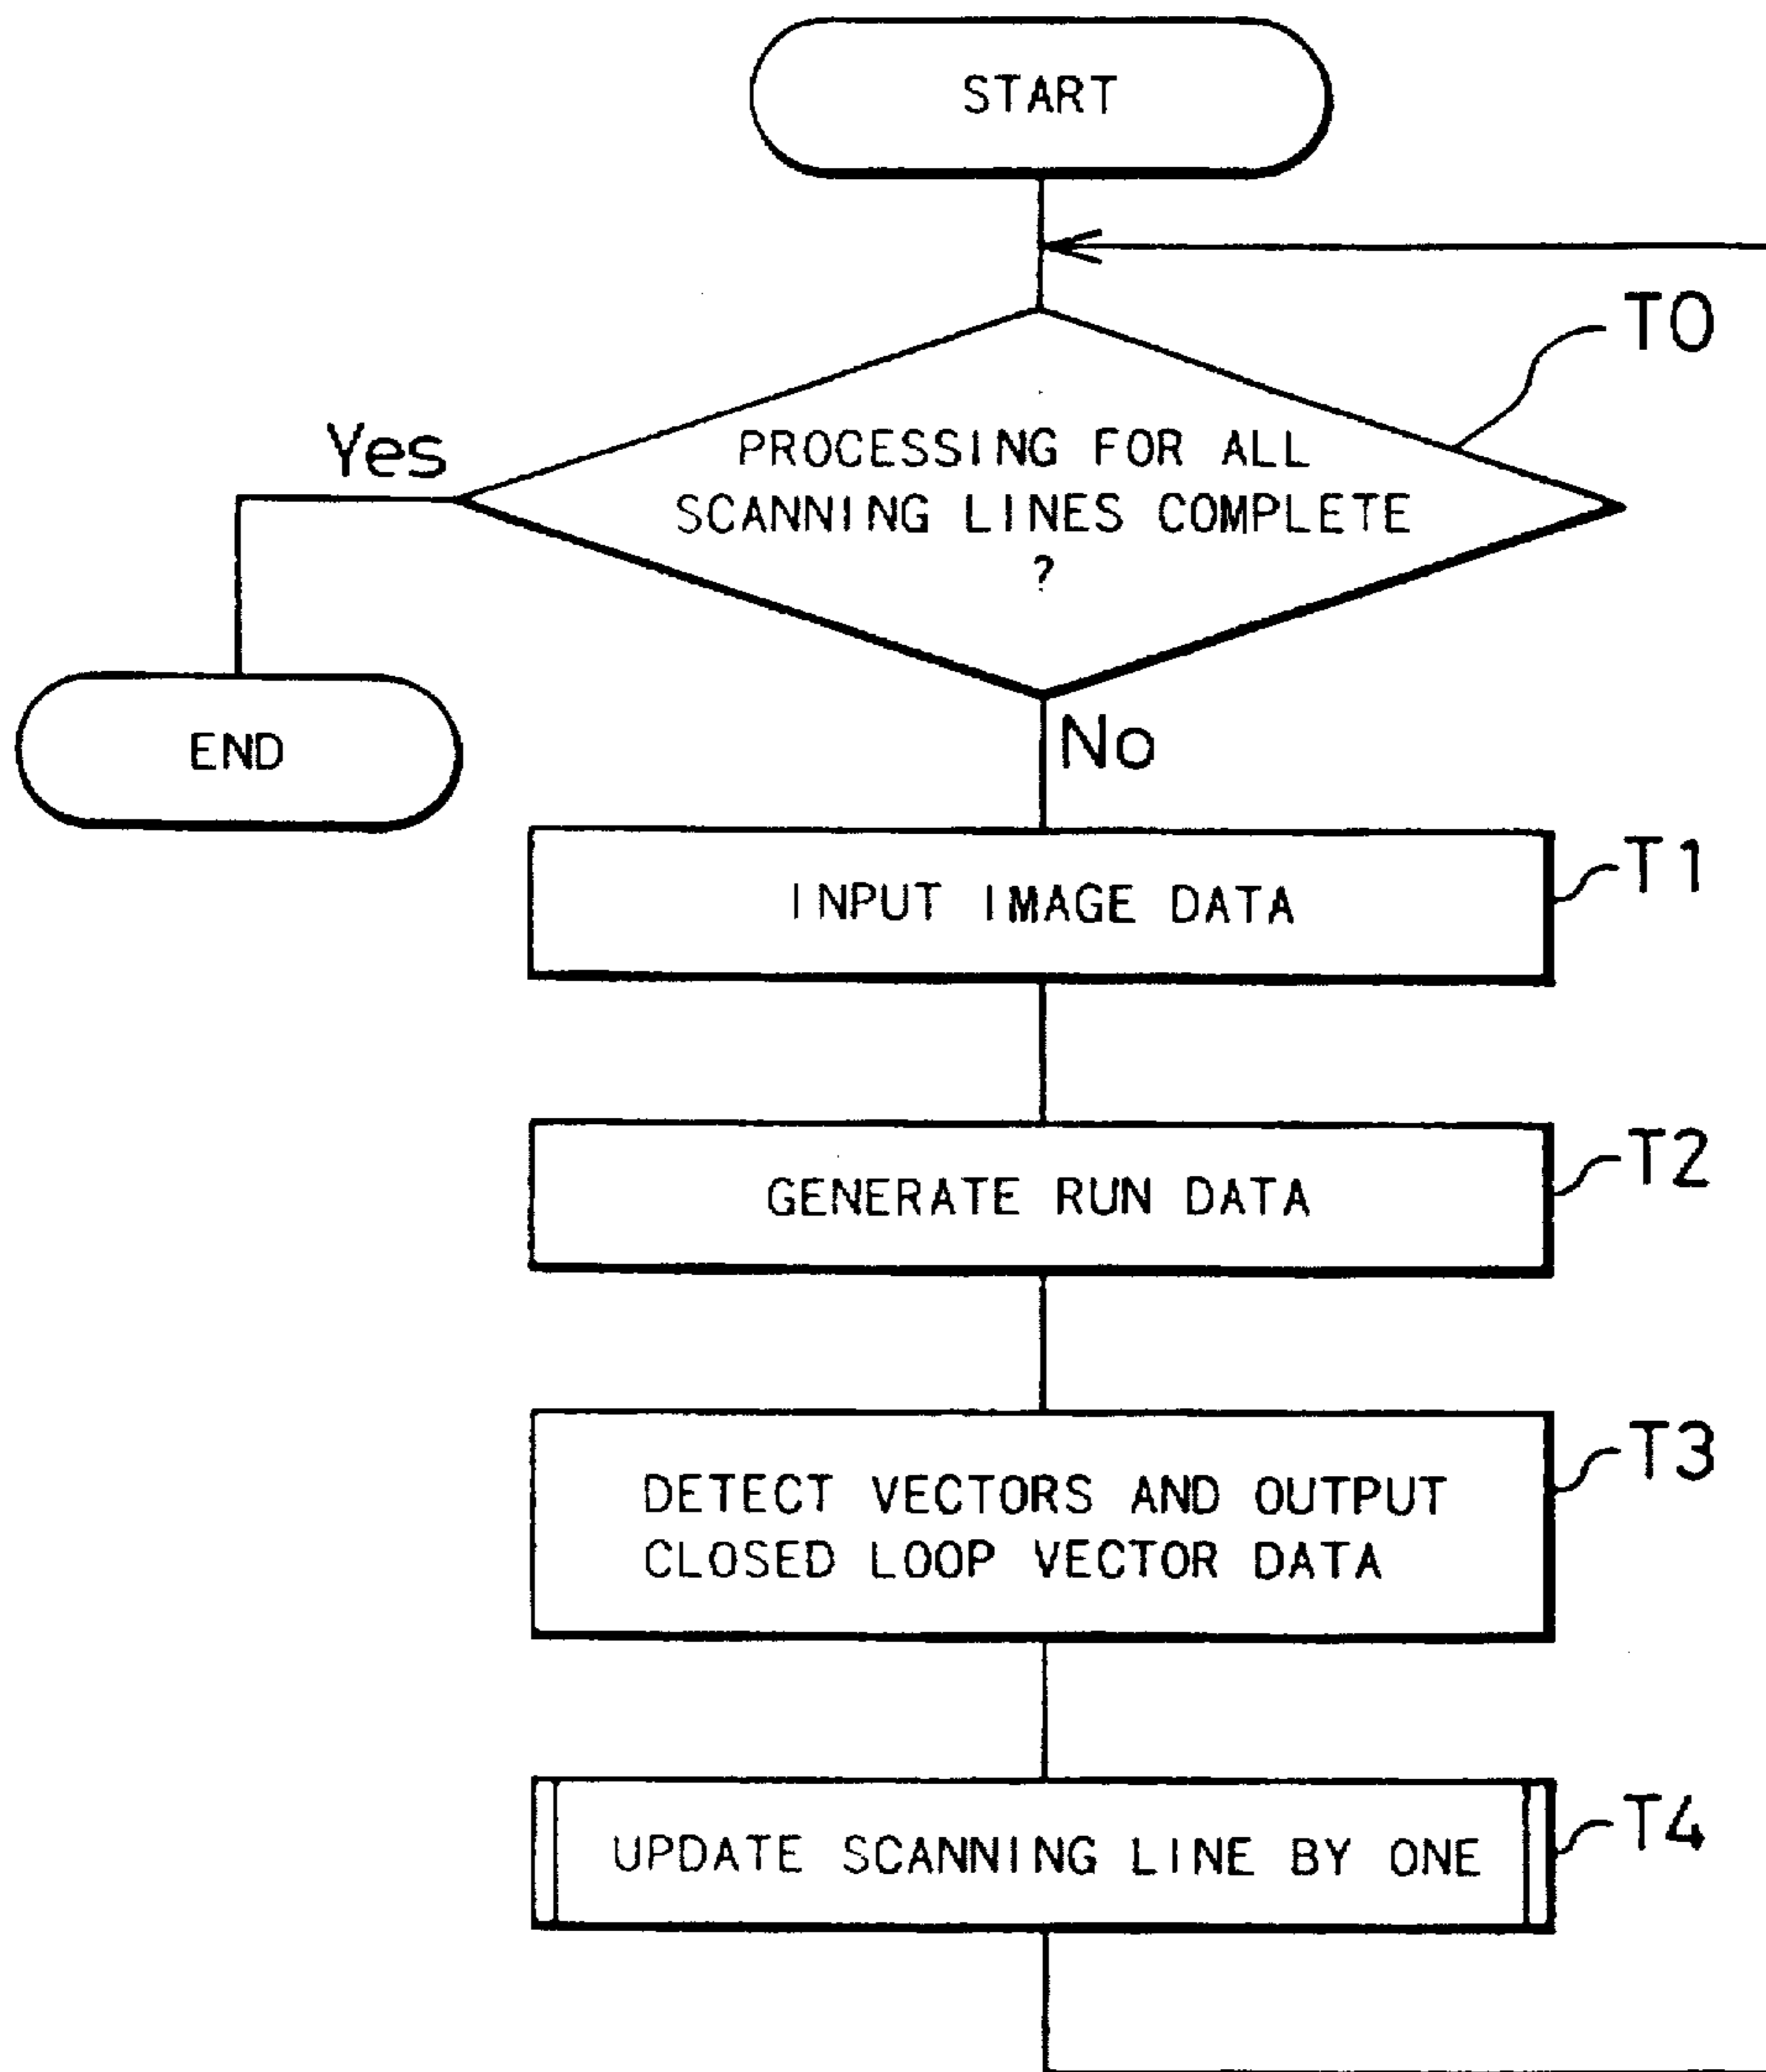 START
T0
Yes
PROCESSING FOR ALL
SCANNING LINES COMPLETE
?
END
No
INPUT IMAGE DATA
T1
GENERATE RUN DATA
T2
DETECT VECTORS AND OUTPUT
CLOSED LOOP VECTOR DATA
T3
UPDATE SCANNING LINE BY ONE
T4